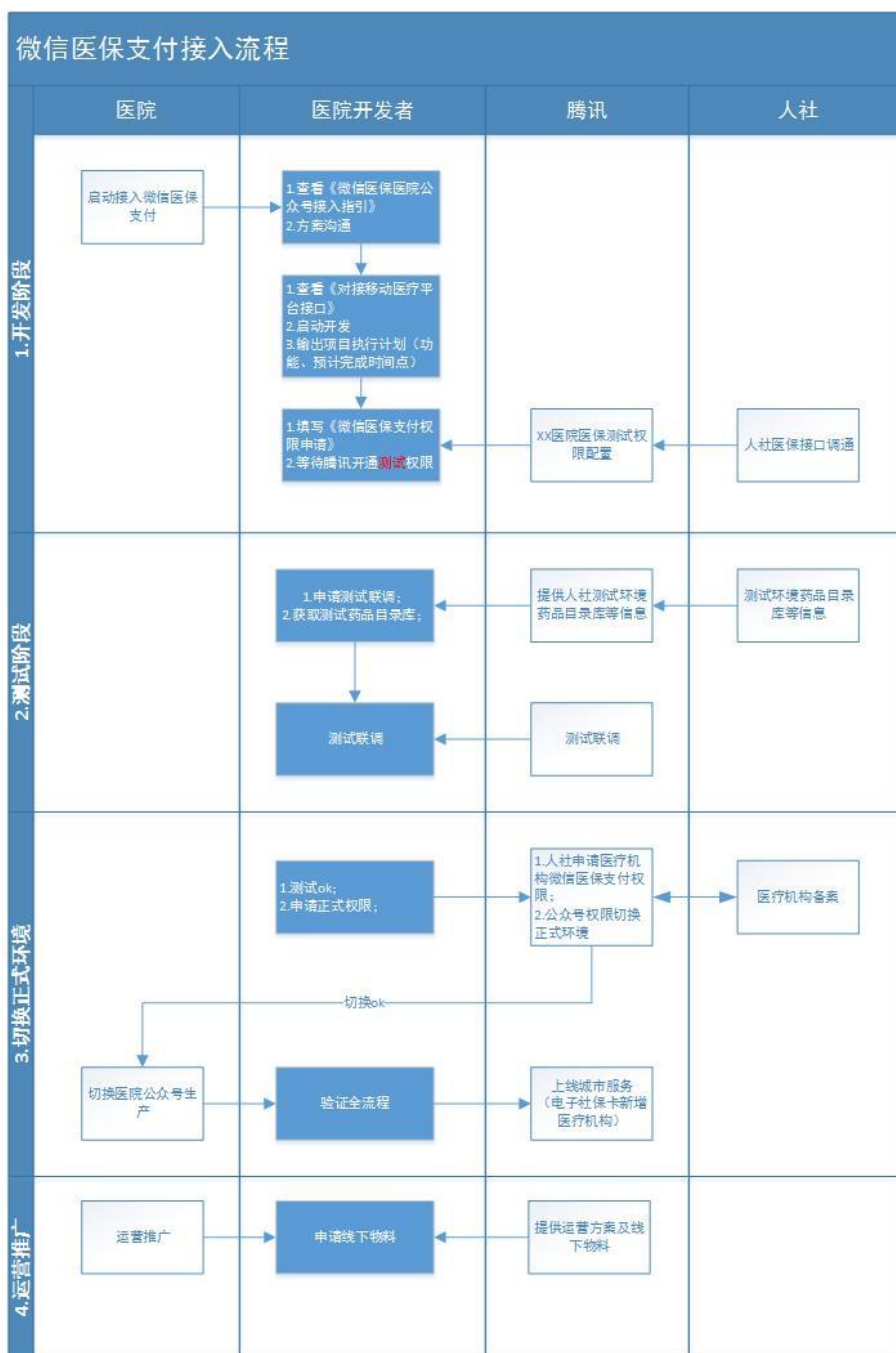 微信医保支付接入流程
医院
医院开发者
腾讯
人社
1.开发阶段
启动接入微信医保
支付
1.查看《微信医保医院公
众号接入指引》
2.方案沟通
1.查看《对接移动医疗平
台接口》
2.启动开发
3.输出项目执行计划（功
能、预计完成时间点）
1.填写《微信医保支付权
限申请》
2.等待腾讯开通测试权限
XX医院医保测试权
限配置
人社医保接口调通
2.测试阶段
1.申请测试联调；
2.获取测试药品目录库；
提供人社测试环境
药品目录库等信息
测试环境药品目录
库等信息
测试联调
测试联调
3.切换正式环境
1.测试ok；
2.申请正式权限；
1.人社申请医疗机
构微信医保支付权
限；
2.公众号权限切换
正式环境
医疗机构备案
切换ok
切换医院公众号生
产
验证全流程
上线城市服务
（电子社保卡新增
医疗机构）
4.运营推广
运营推广
申请线下物料
提供运营方案及线
下物料